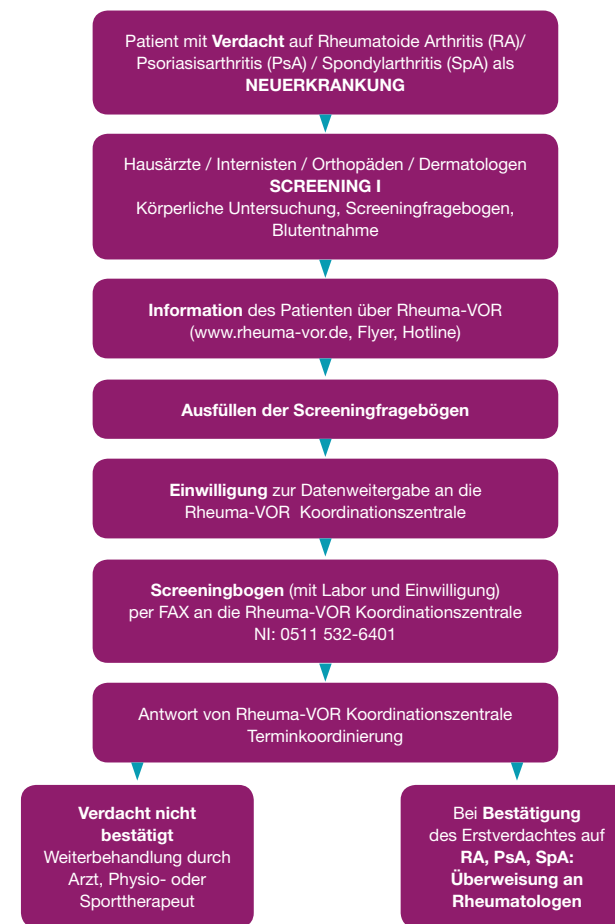 Patient mit Verdacht auf Rheumatoide Arthritis (RA)/
Psoriasisarthritis (PsA) / Spondylarthritis (SpA) als
NEUERKRANKUNG
Hausärzte / Internisten / Orthopäden / Dermatologen
SCREENING I
Körperliche Untersuchung, Screeningfragebogen,
Blutentnahme
Information des Patienten über Rheuma-VOR
(www.rheuma-vor.de, Flyer, Hotline)
Ausfüllen der Screeningfragebögen
Einwilligung zur Datenweitergabe an die
Rheuma-VOR Koordinationszentrale
Screeningbogen (mit Labor und Einwilligung)
per FAX an die Rheuma-VOR Koordinationszentrale
NI: 0511 532-6401
Antwort von Rheuma-VOR Koordinationszentrale
Terminkoordinierung
Verdacht nicht
bestätigt
Weiterbehandlung durch
Arzt, Physio- oder
Sporttherapeut
Bei Bestätigung
des Erstverdachtes auf
RA, PsA, SpA:
Überweisung an
Rheumatologen